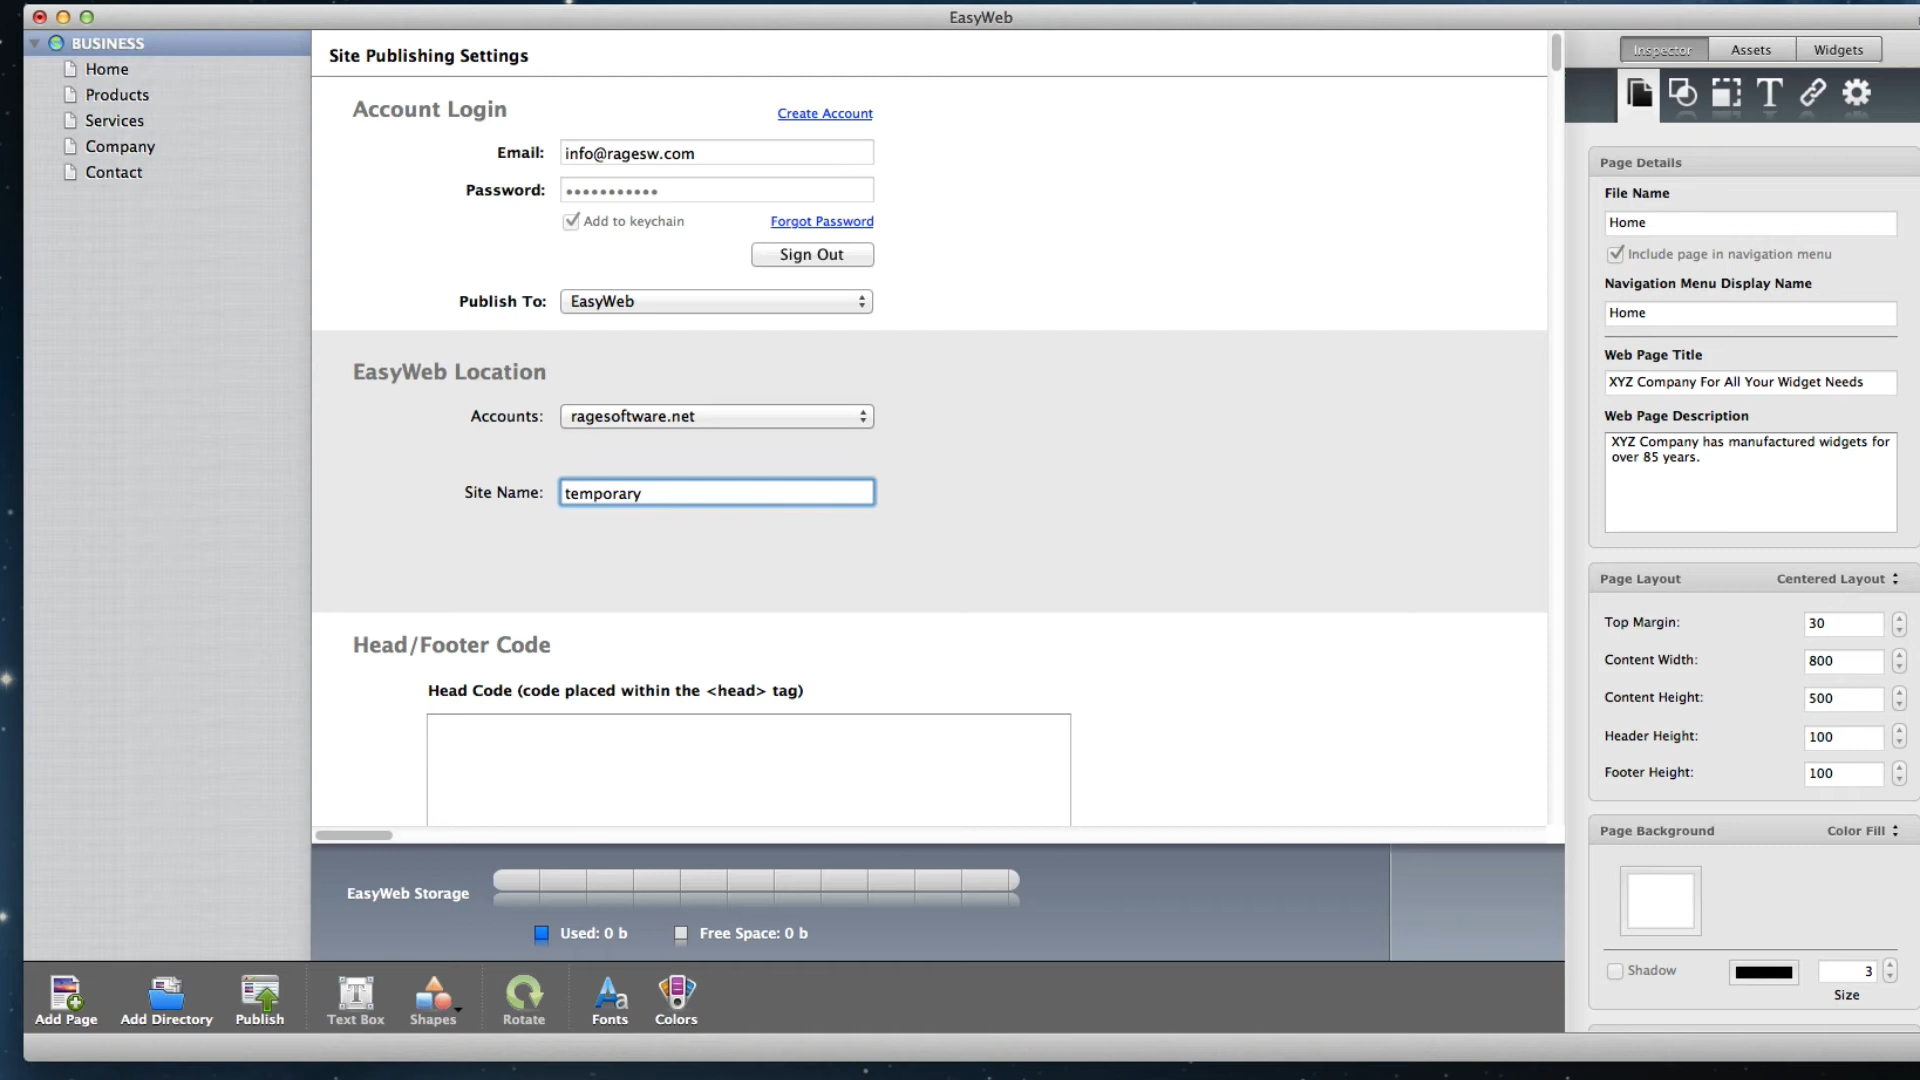 EasyWeb
BUSINESS
Home
Products
Services
Company
Contact
Site Publishing Settings
Account Login
Create Account
Email: info@ragesw.com
Password: •••••••••••
Add to keychain
Forgot Password
Sign Out
Publish To: EasyWeb
EasyWeb Location
Accounts: ragesoftware.net
Site Name: temporary
Head/Footer Code
Head Code (code placed within the <head> tag)
EasyWeb Storage
Used: 0 b
Free Space: 0 b
Add Page
Add Directory
Publish
Text Box
Shapes
Rotate
Fonts
Colors
Inspector
Assets
Widgets
Page Details
File Name
Home
Include page in navigation menu
Navigation Menu Display Name
Home
Web Page Title
XYZ Company For All Your Widget Needs
Web Page Description
XYZ Company has manufactured widgets for
over 85 years.
Page Layout Centered Layout
Top Margin: 30
Content Width: 800
Content Height: 500
Header Height: 100
Footer Height: 100
Page Background Color Fill
Shadow 3
Size